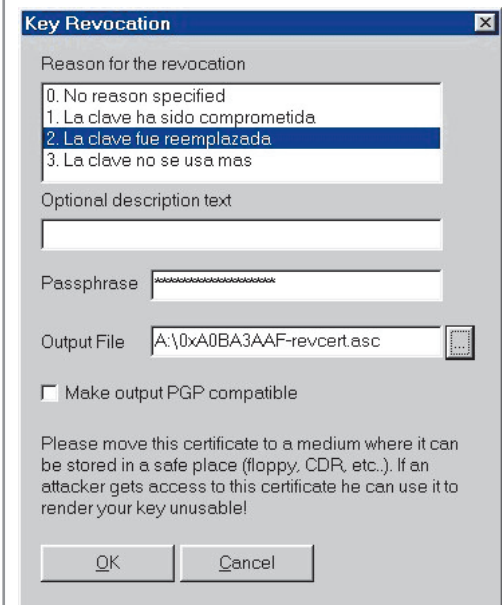 Key Revocation
Reason for the revocation
0. No reason specified
1. La clave ha sido comprometida
2. La clave fue reemplazada
3. La clave no se usa mas
Optional description text
Passphrase ********************
Output File A:\0xA0BA3AAF-revcert.asc ...
Make output PGP compatible
Please move this certificate to a medium where it can
be stored in a safe place (floppy, CDR, etc..). If an
attacker gets access to this certificate he can use it to
render your key unusable!
OK Cancel